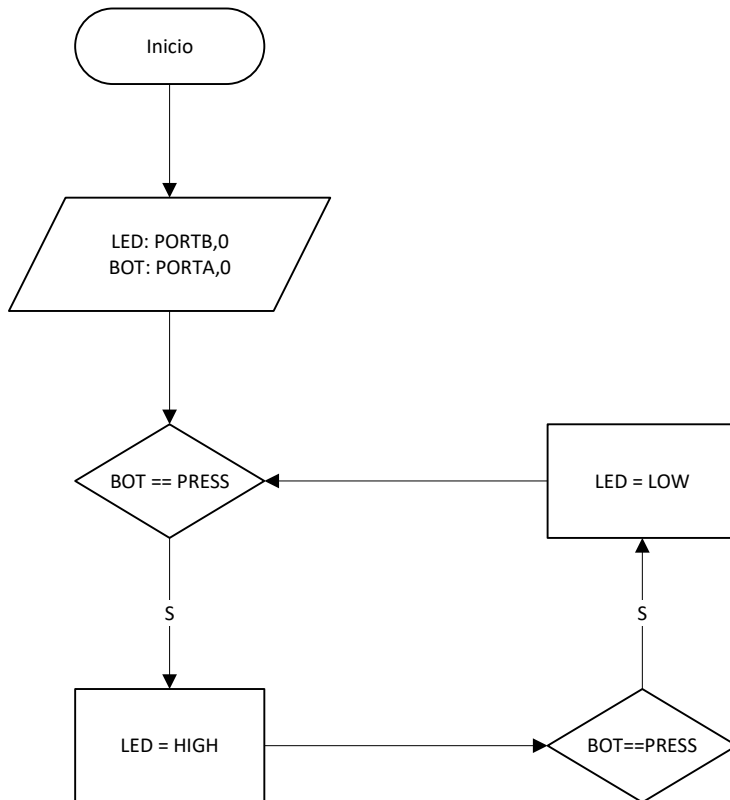 Inicio
LED: PORTB,0
BOT: PORTA,0
BOT == PRESS
LED = LOW
S
S
LED = HIGH
BOT==PRESS